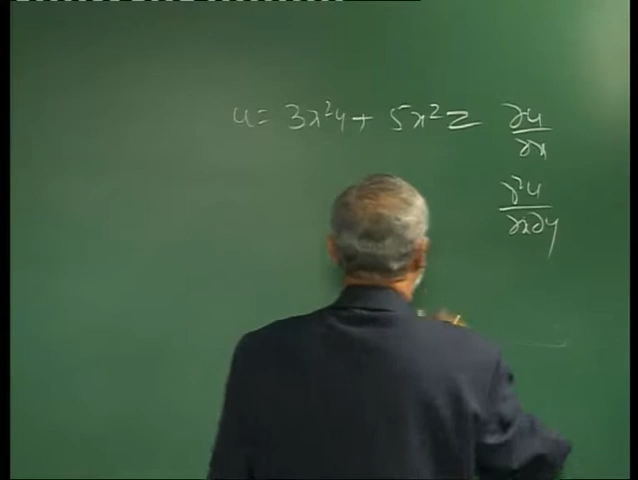 u = 3x²y + 5x²z ∂u/∂x
∂²u/∂x∂y